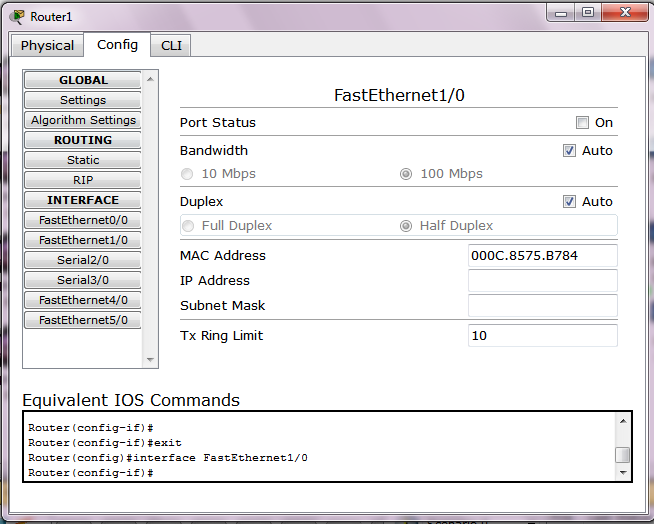 Router1
Physical Config CLI
GLOBAL
Settings
Algorithm Settings
ROUTING
Static
RIP
INTERFACE
FastEthernet0/0
FastEthernet1/0
Serial2/0
Serial3/0
FastEthernet4/0
FastEthernet5/0
FastEthernet1/0
Port Status On
Bandwidth Auto
10 Mbps 100 Mbps
Duplex Auto
Full Duplex Half Duplex
MAC Address 000C.8575.B784
IP Address
Subnet Mask
Tx Ring Limit 10
Equivalent IOS Commands
Router(config-if)#
Router(config-if)#exit
Router(config)#interface FastEthernet1/0
Router(config-if)#